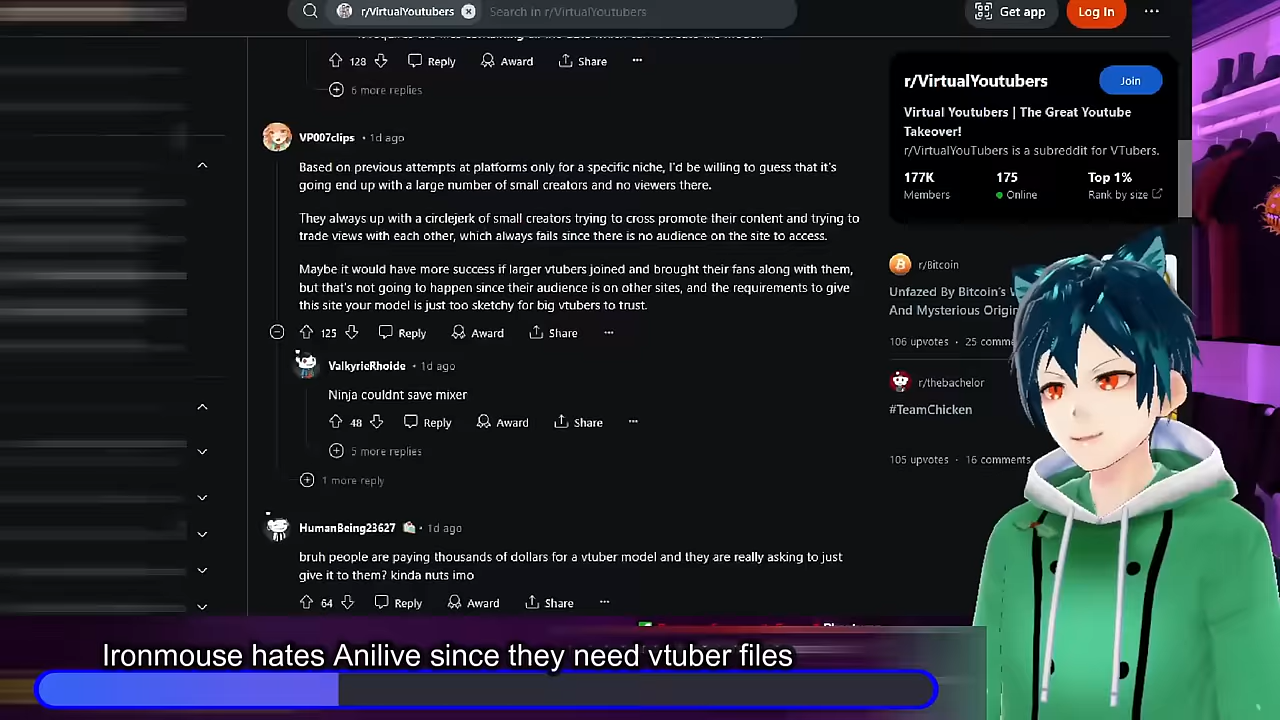 r/VirtualYoutubers
Search in r/VirtualYoutubers
Get app
Log In
128 Reply Award Share
6 more replies
VP007clips • 1d ago
Based on previous attempts at platforms only for a specific niche, I'd be willing to guess that it's
going end up with a large number of small creators and no viewers there.
They always up with a circlejerk of small creators trying to cross promote their content and trying to
trade views with each other, which always fails since there is no audience on the site to access.
Maybe it would have more success if larger vtubers joined and brought their fans along with them,
but that's not going to happen since their audience is on other sites, and the requirements to give
this site your model is just too sketchy for big vtubers to trust.
125 Reply Award Share
ValkyrieRholde • 1d ago
Ninja couldnt save mixer
48 Reply Award Share
5 more replies
1 more reply
HumanBeing23627 • 1d ago
bruh people are paying thousands of dollars for a vtuber model and they are really asking to just
give it to them? kinda nuts imo
64 Reply Award Share
r/VirtualYoutubers
Join
Virtual Youtubers | The Great Youtube
Takeover!
r/VirtualYouTubers is a subreddit for VTubers.
177K 175 Top 1%
Members Online Rank by size
r/Bitcoin
Unfazed By Bitcoin's
And Mysterious
106 upvotes • 25
r/thebachelor
#TeamChicken
105 upvotes • 16 comments
Ironmouse hates Anilive since they need vtuber files